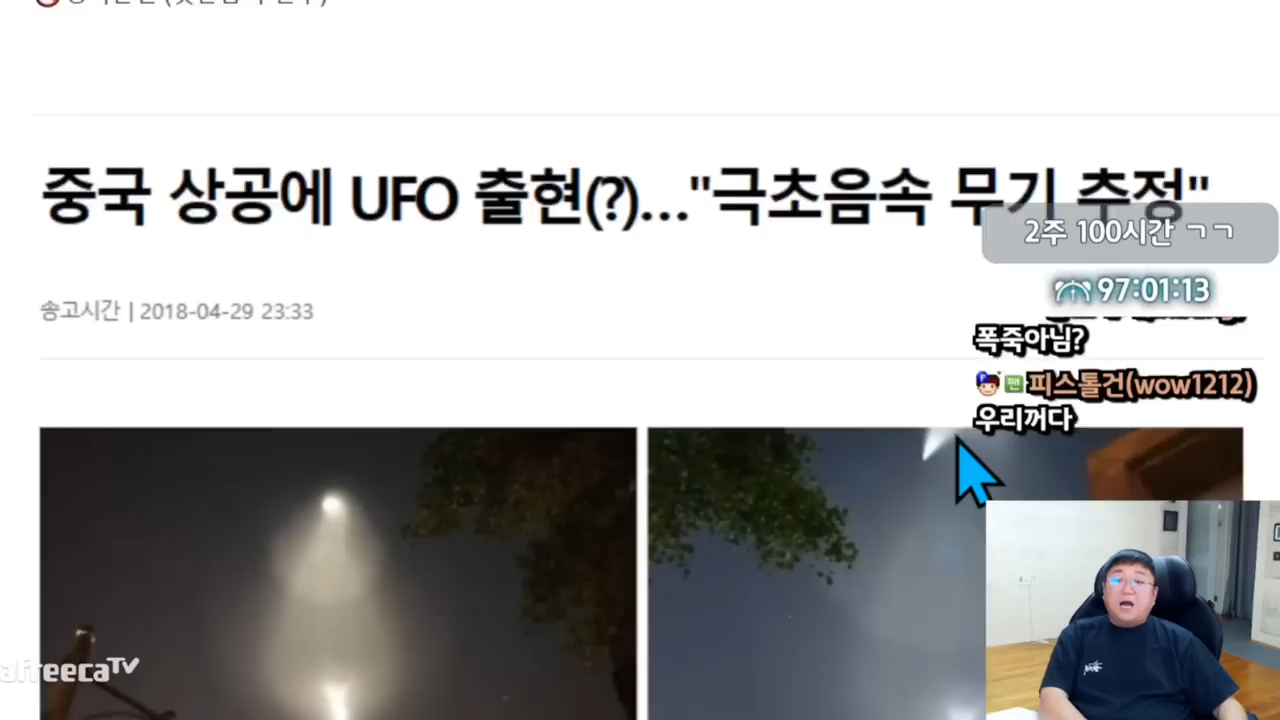 중국 상공에 UFO 출현(?)..."극초음속 무기 추정"
2주 100시간 ㄱㄱ
97:01:13
송고시간 | 2018-04-29 23:33
폭죽아님?
팬 피스톨건(wow1212)
우리꺼다
afreecaTV